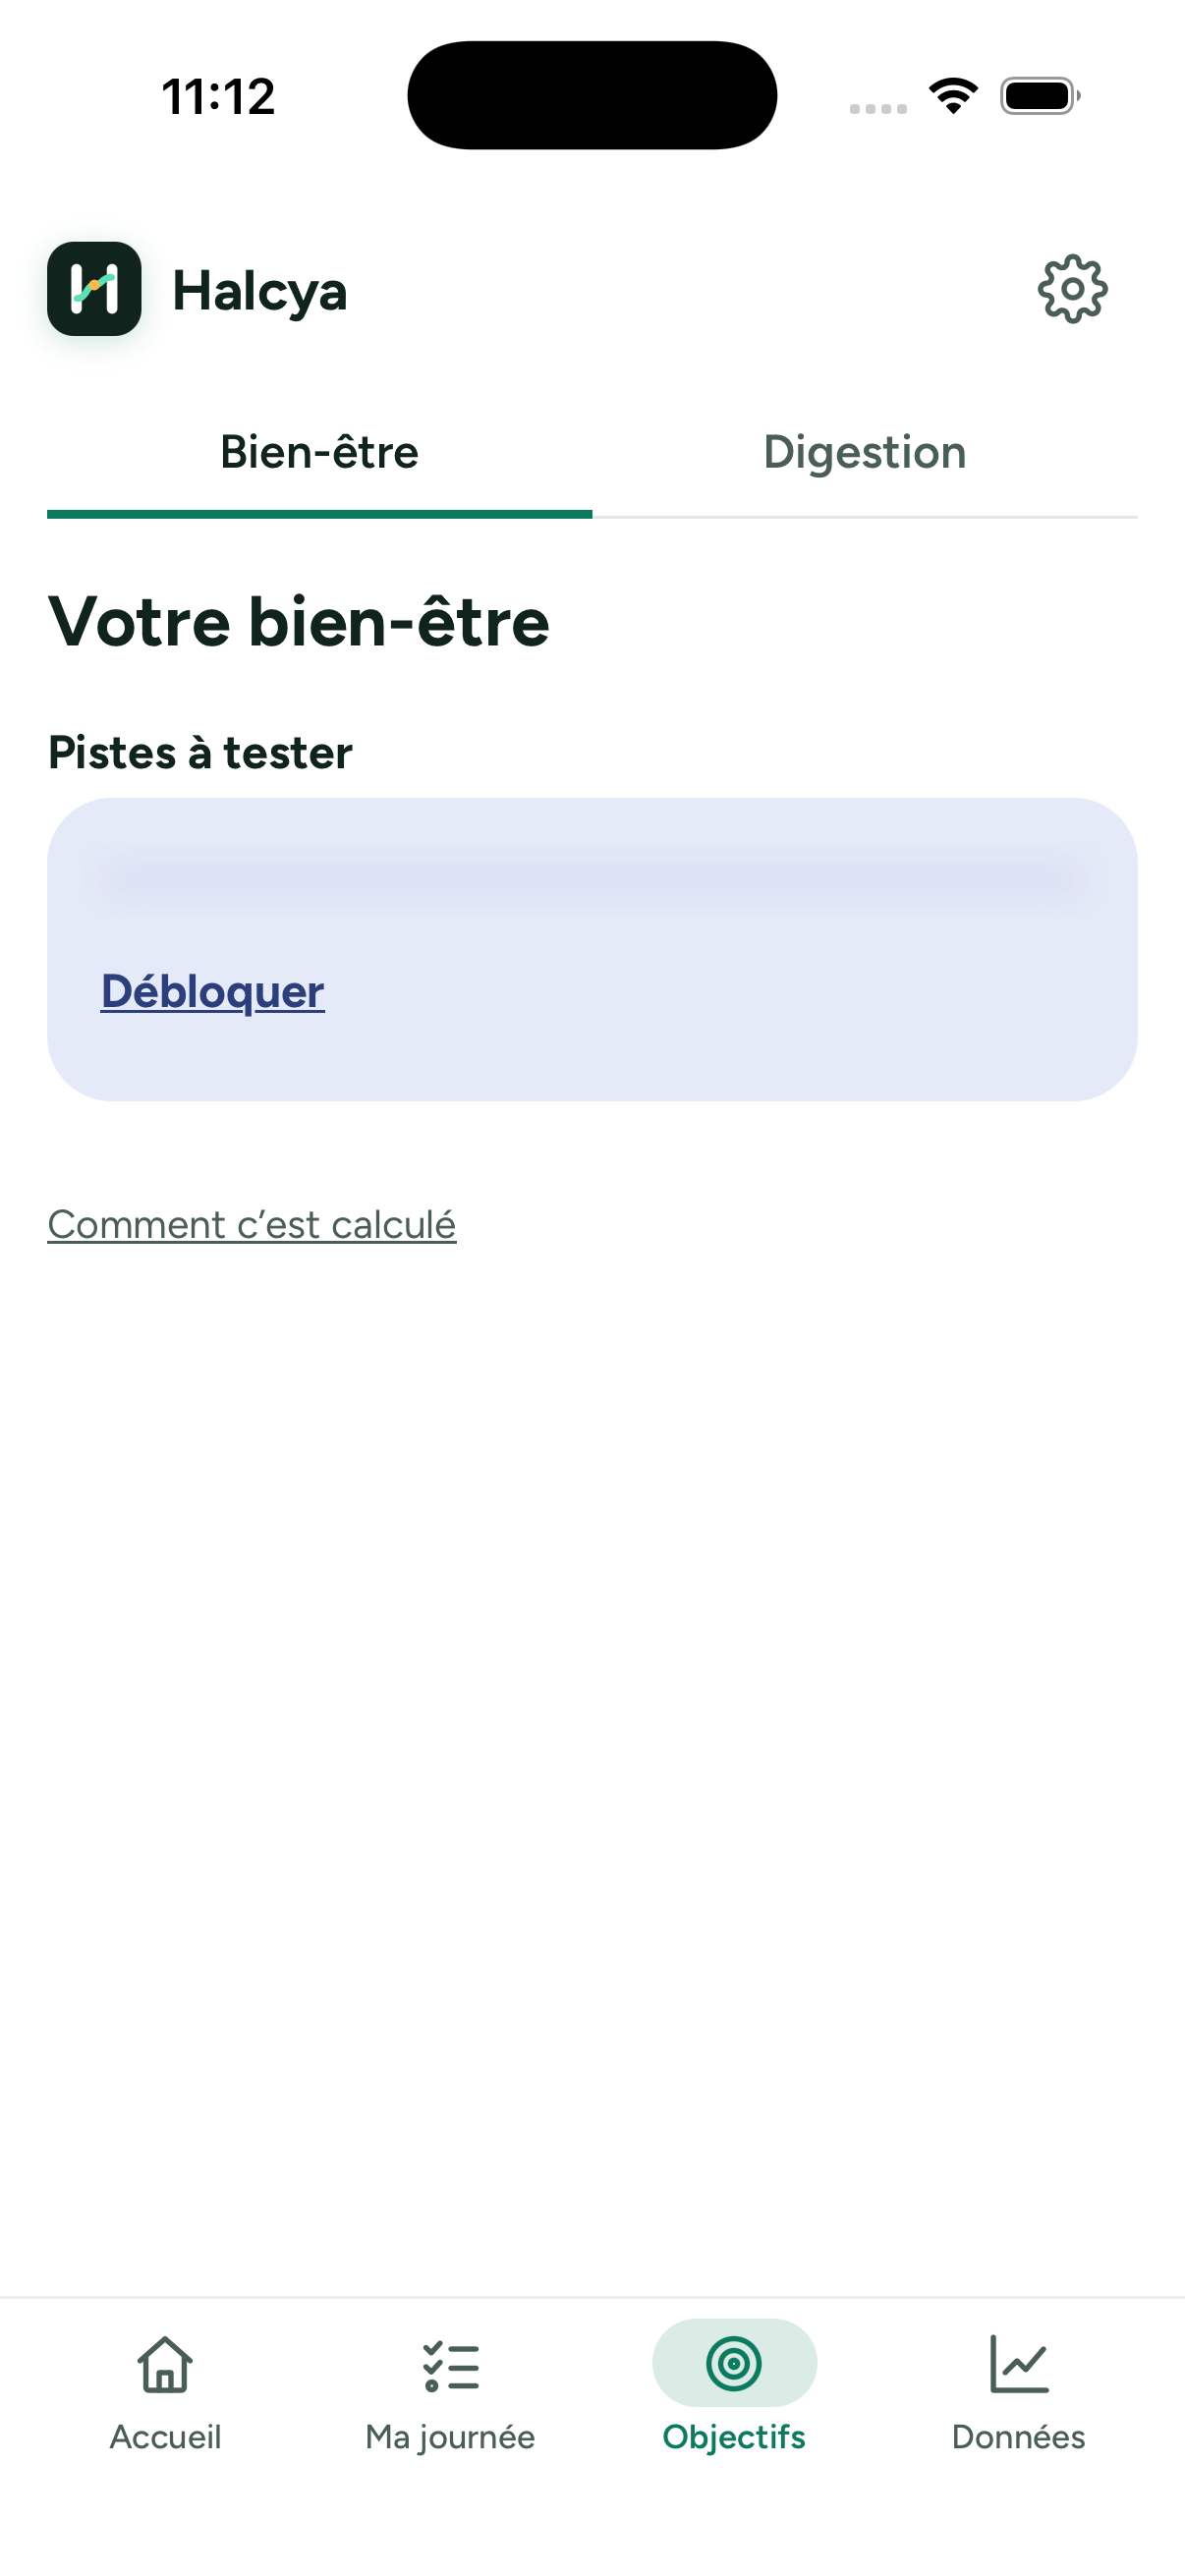 11:12
Halcya
Bien-être
Digestion
Votre bien-être
Pistes à tester
Débloquer
Comment c’est calculé
Accueil
Ma journée
Objectifs
Données